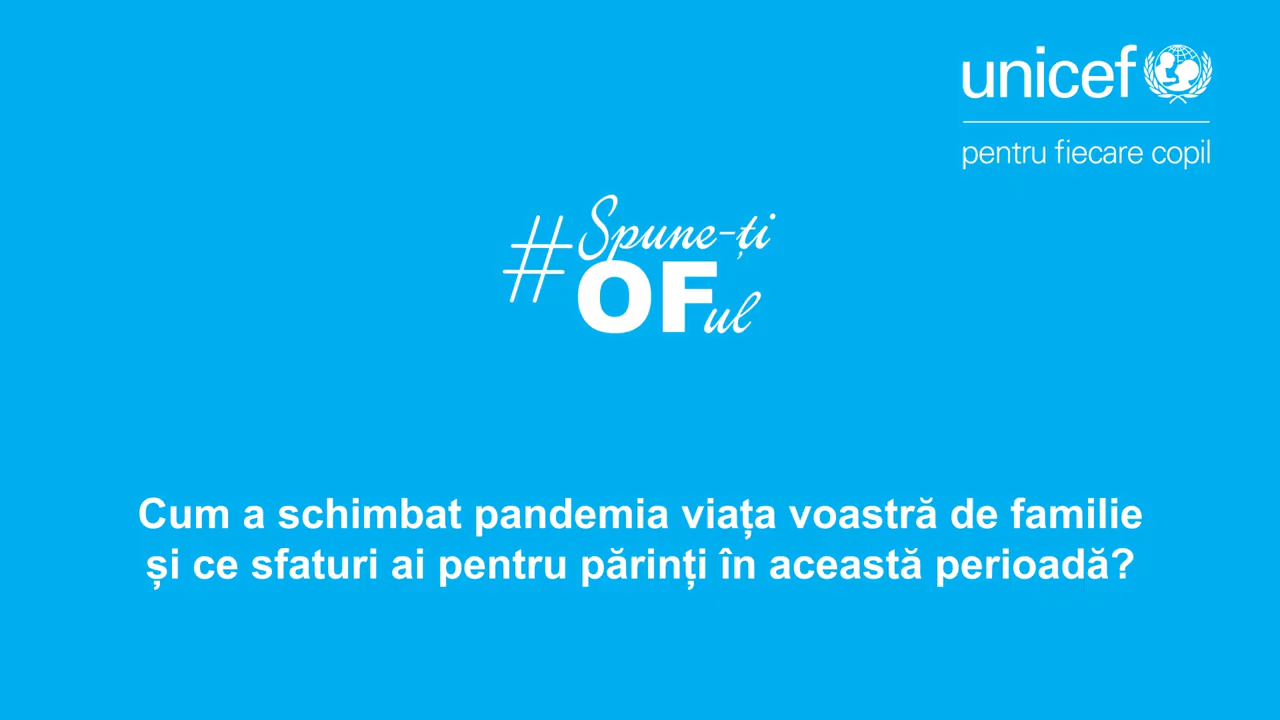 unicef
pentru fiecare copil
#Spune-ți
OFul
Cum a schimbat pandemia viața voastră de familie
și ce sfaturi ai pentru părinți în această perioadă?